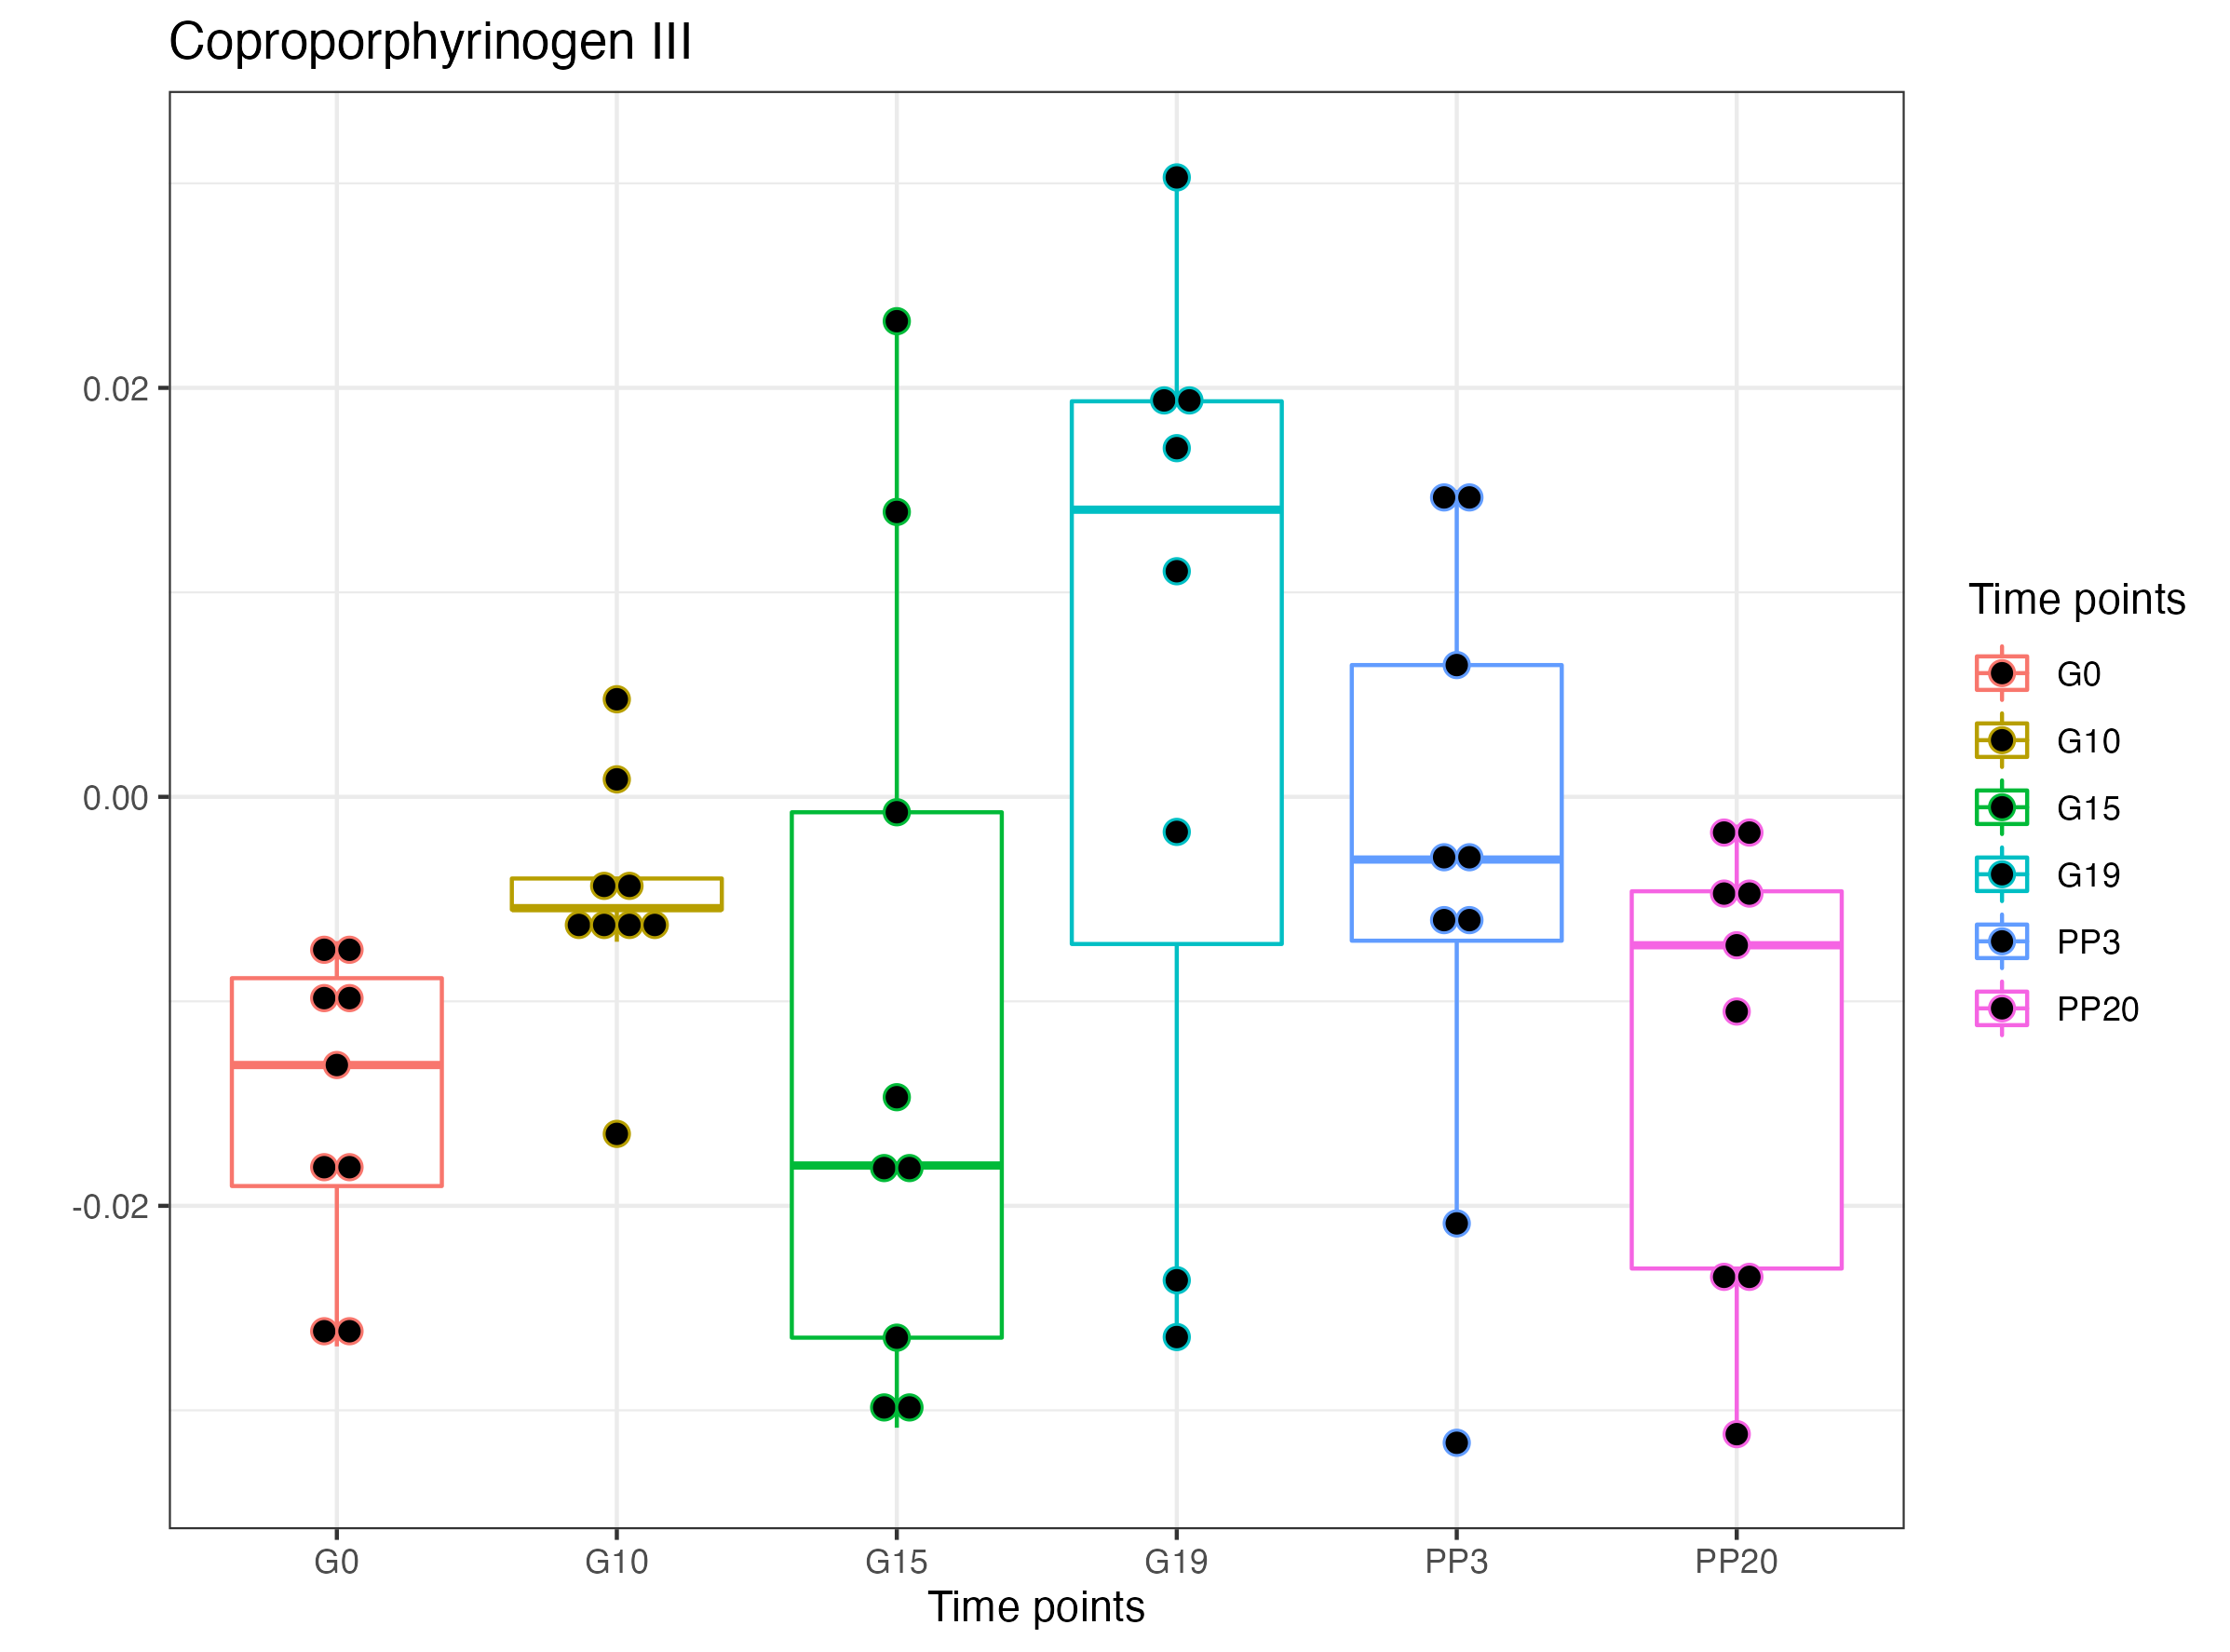 Coproporphyrinogen III
0.02
0.00
-0.02
G0 G10 G15 G19 PP3 PP20
Time points
Time points
G0
G10
G15
G19
PP3
PP20